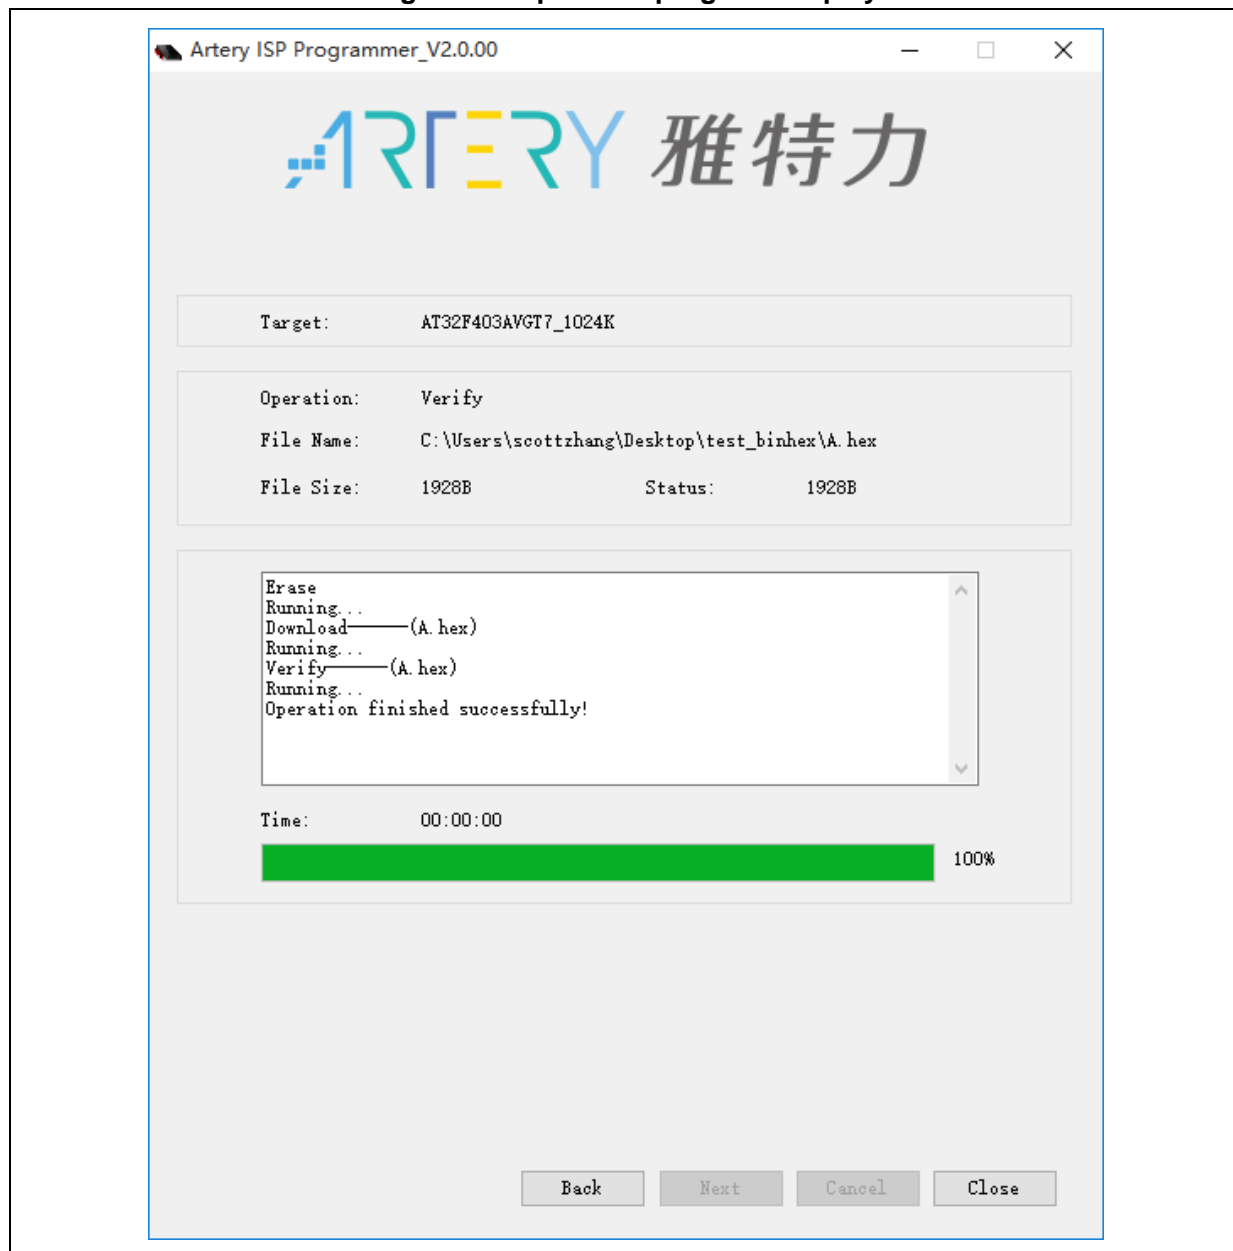 Artery ISP Programmer_V2.0.00
ARTERY 雅特力
Target: AT32F403AVGT7_1024K
Operation: Verify
File Name: C:\Users\scottzhang\Desktop\test_binhex\A.hex
File Size: 1928B Status: 1928B
Erase
Running...
Download———(A.hex)
Running...
Verify———(A.hex)
Running...
Operation finished successfully!
Time: 00:00:00
100%
Back Next Cancel Close